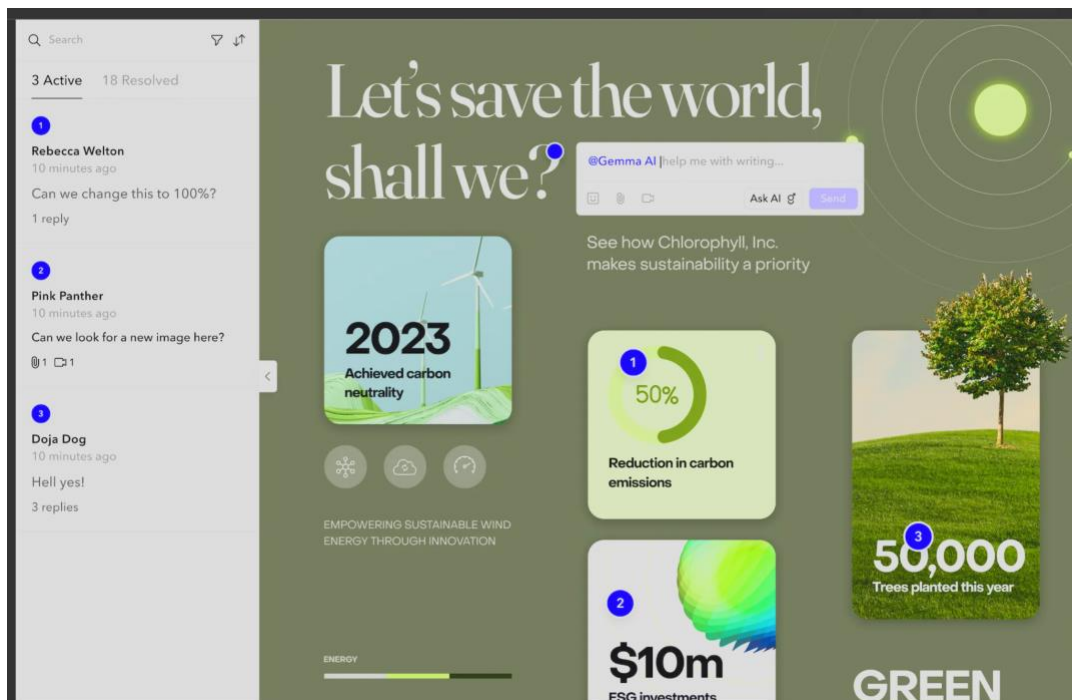 Search
3 Active 18 Resolved
1
Rebecca Welton
10 minutes ago
Can we change this to 100%?
1 reply
2
Pink Panther
10 minutes ago
Can we look for a new image here?
1 1
3
Doja Dog
10 minutes ago
Hell yes!
3 replies
Let's save the world,
shall we?
@Gemma AI help me with writing...
Ask AI Send
See how Chlorophyll, Inc.
makes sustainability a priority
2023
Achieved carbon
neutrality
EMPOWERING SUSTAINABLE WIND
ENERGY THROUGH INNOVATION
ENERGY
1
50%
Reduction in carbon
emissions
2
$10m
ESG investments
3
50,000
Trees planted this year
GREEN